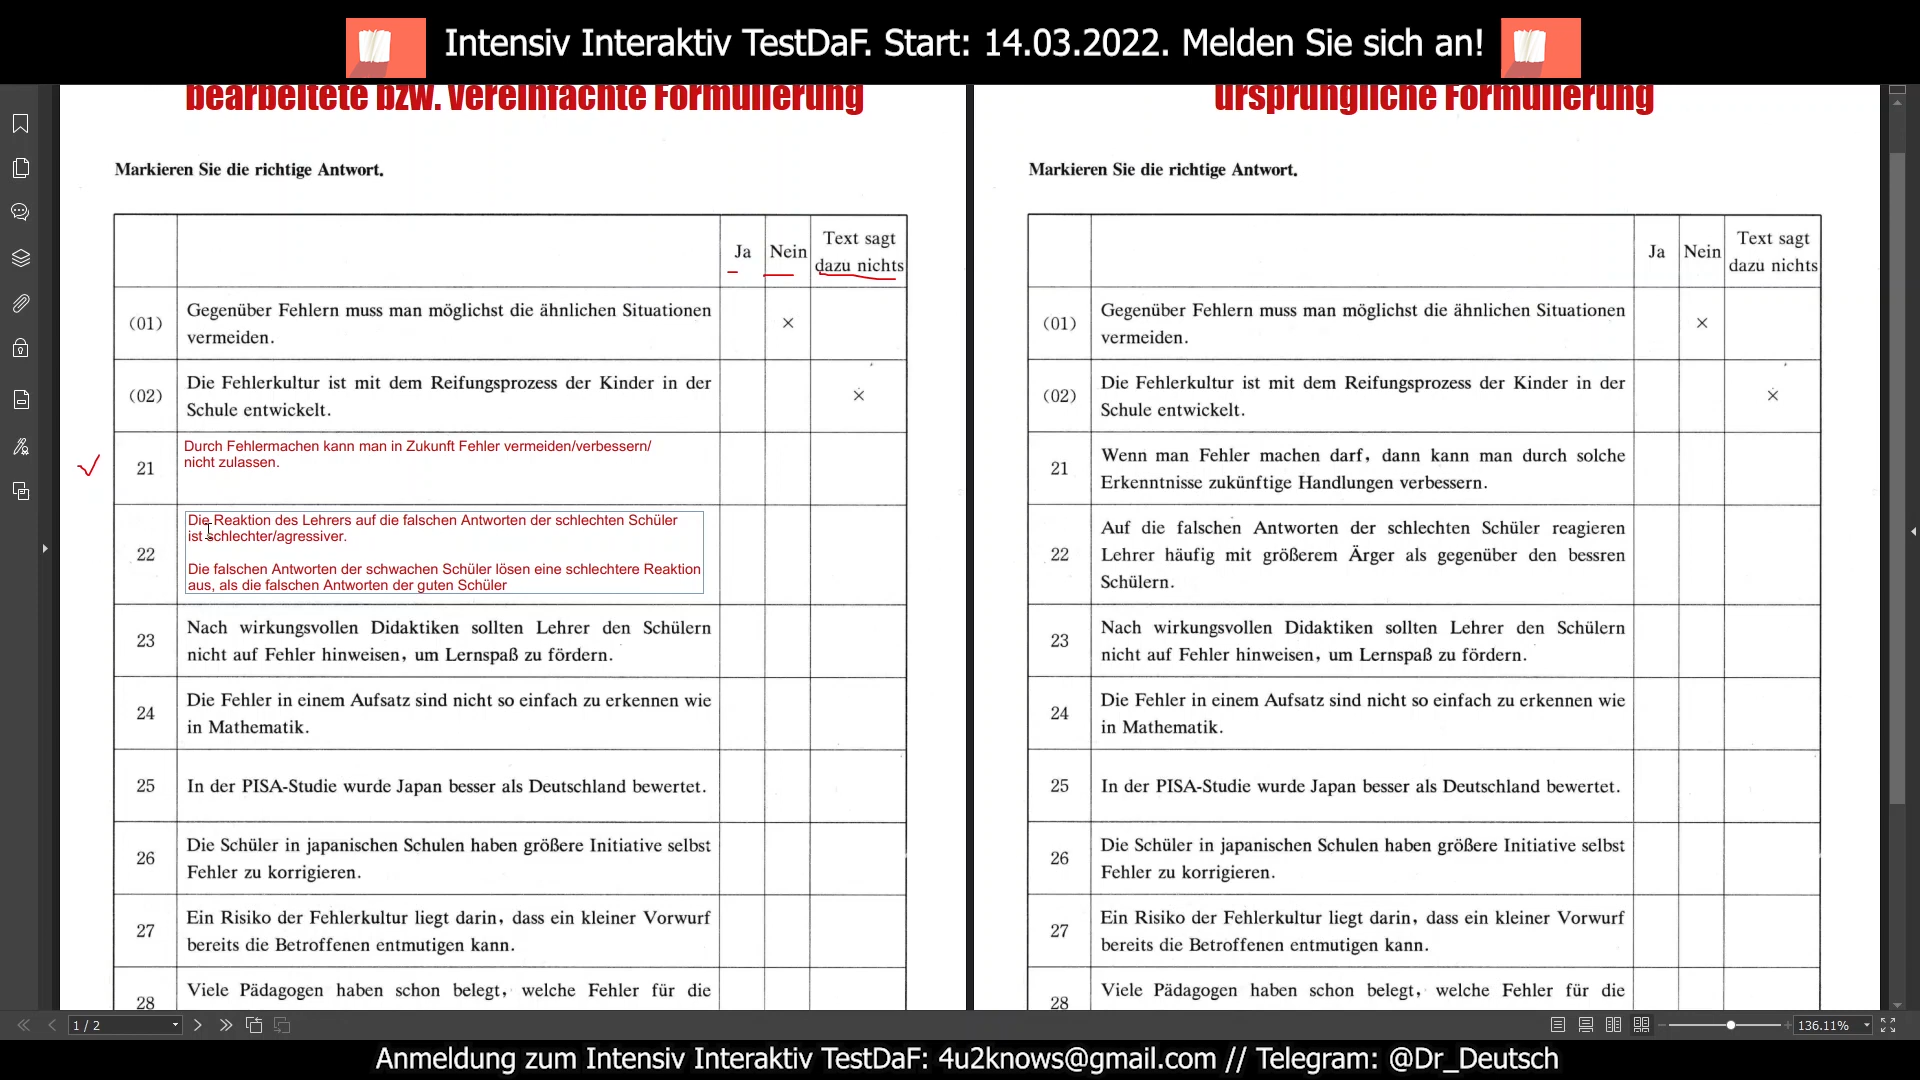 Intensiv Interaktiv TestDaF. Start: 14.03.2022. Melden Sie sich an!
bearbeitete bzw. vereinfachte Formulierung
Markieren Sie die richtige Antwort.
Ja
Nein
Text sagt
dazu nichts
(01)
Gegenüber Fehlern muss man möglichst die ähnlichen Situationen
vermeiden.
×
(02)
Die Fehlerkultur ist mit dem Reifungsprozess der Kinder in der
Schule entwickelt.
×
21
Durch Fehlermachen kann man in Zukunft Fehler vermeiden/verbessern/
nicht zulassen.
22
Die Reaktion des Lehrers auf die falschen Antworten der schlechten Schüler
ist schlechter/agressiver.
Die falschen Antworten der schwachen Schüler lösen eine schlechtere Reaktion
aus, als die falschen Antworten der guten Schüler
23
Nach wirkungsvollen Didaktiken sollten Lehrer den Schülern
nicht auf Fehler hinweisen, um Lernspaß zu fördern.
24
Die Fehler in einem Aufsatz sind nicht so einfach zu erkennen wie
in Mathematik.
25
In der PISA-Studie wurde Japan besser als Deutschland bewertet.
26
Die Schüler in japanischen Schulen haben größere Initiative selbst
Fehler zu korrigieren.
27
Ein Risiko der Fehlerkultur liegt darin, dass ein kleiner Vorwurf
bereits die Betroffenen entmutigen kann.
28
Viele Pädagogen haben schon belegt, welche Fehler für die
ursprüngliche Formulierung
Markieren Sie die richtige Antwort.
Ja
Nein
Text sagt
dazu nichts
(01)
Gegenüber Fehlern muss man möglichst die ähnlichen Situationen
vermeiden.
×
(02)
Die Fehlerkultur ist mit dem Reifungsprozess der Kinder in der
Schule entwickelt.
×
21
Wenn man Fehler machen darf, dann kann man durch solche
Erkenntnisse zukünftige Handlungen verbessern.
22
Auf die falschen Antworten der schlechten Schüler reagieren
Lehrer häufig mit größerem Ärger als gegenüber den bessren
Schülern.
23
Nach wirkungsvollen Didaktiken sollten Lehrer den Schülern
nicht auf Fehler hinweisen, um Lernspaß zu fördern.
24
Die Fehler in einem Aufsatz sind nicht so einfach zu erkennen wie
in Mathematik.
25
In der PISA-Studie wurde Japan besser als Deutschland bewertet.
26
Die Schüler in japanischen Schulen haben größere Initiative selbst
Fehler zu korrigieren.
27
Ein Risiko der Fehlerkultur liegt darin, dass ein kleiner Vorwurf
bereits die Betroffenen entmutigen kann.
28
Viele Pädagogen haben schon belegt, welche Fehler für die
1 / 2
136.11%
Anmeldung zum Intensiv Interaktiv TestDaF: 4u2knows@gmail.com // Telegram: @Dr_Deutsch